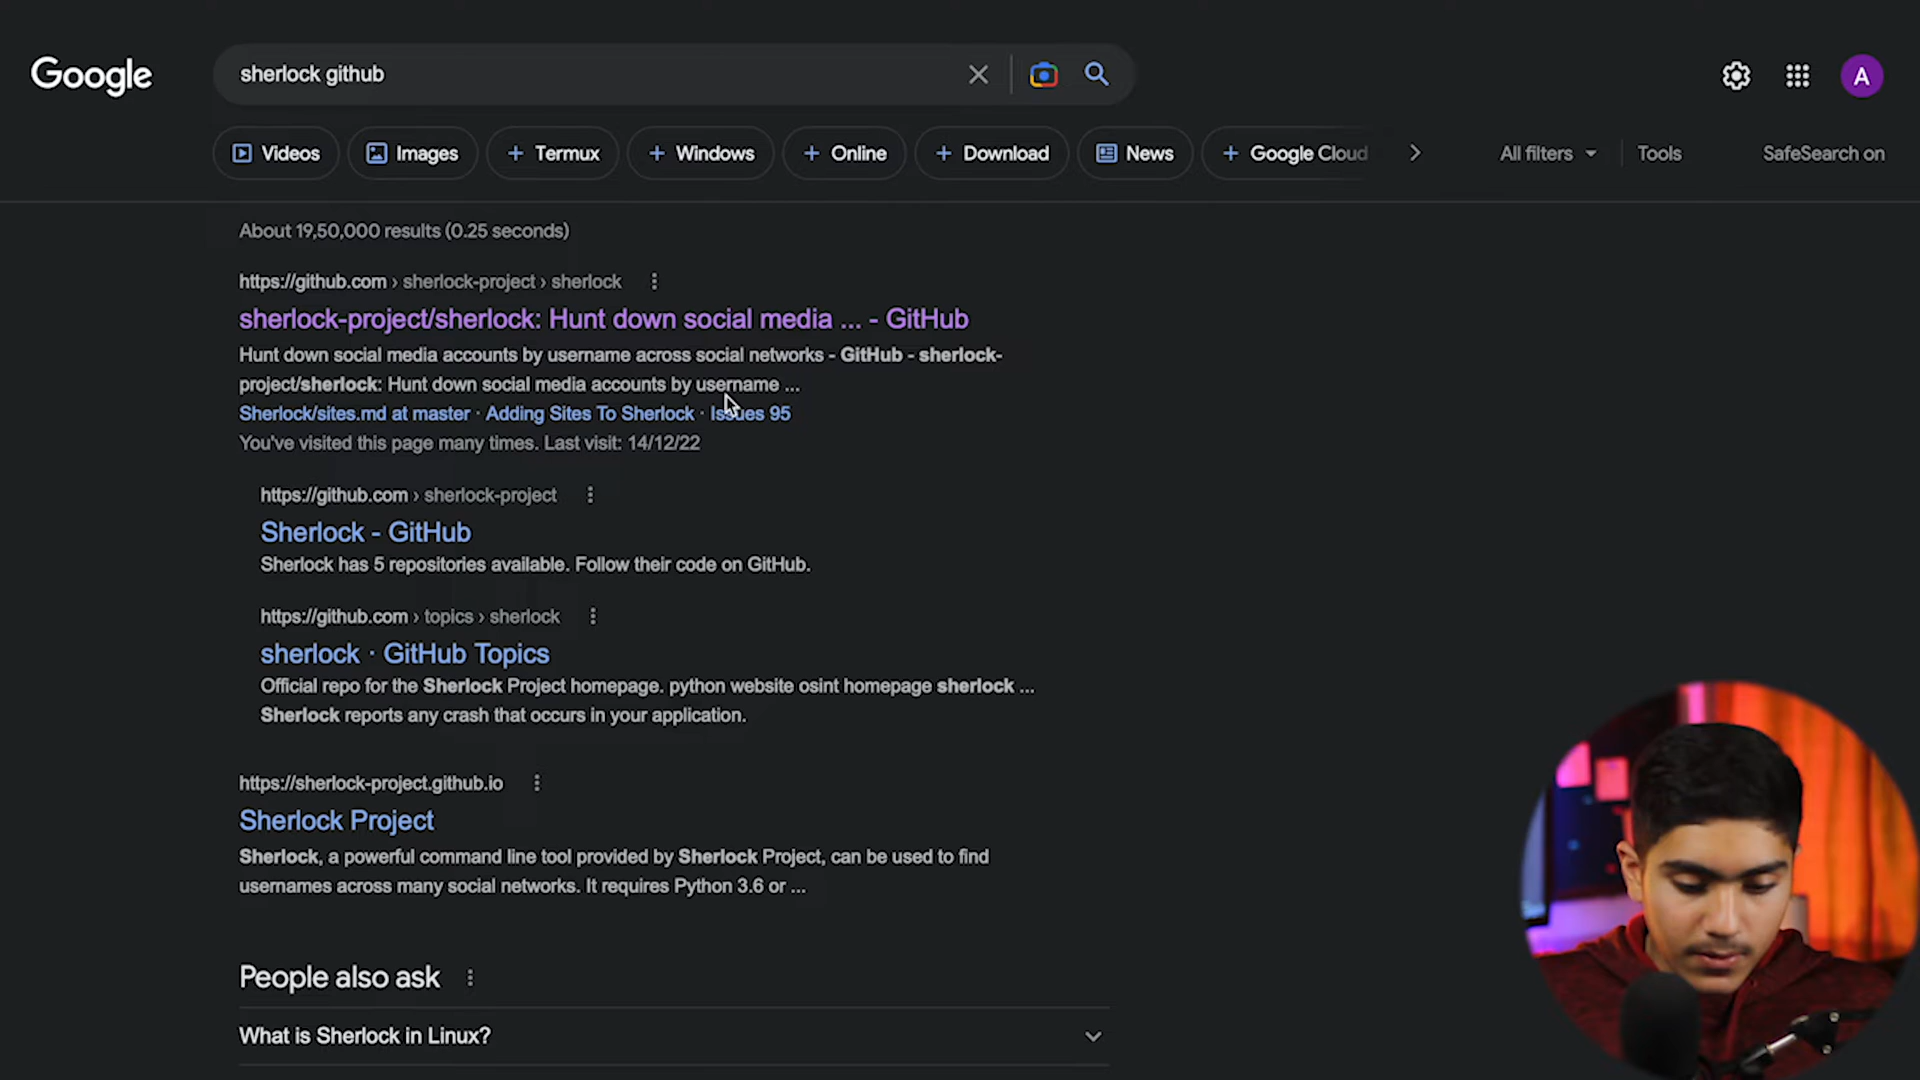 Google
sherlock github
Videos
Images
Termux
Windows
Online
Download
News
Google Cloud
All filters
Tools
SafeSearch on
A
About 19,50,000 results (0.25 seconds)
https://github.com › sherlock-project › sherlock
sherlock-project/sherlock: Hunt down social media ... - GitHub
Hunt down social media accounts by username across social networks - GitHub - sherlock-
project/sherlock: Hunt down social media accounts by username ...
Sherlock/sites.md at master · Adding Sites To Sherlock · Issues 95
You've visited this page many times. Last visit: 14/12/22
https://github.com › sherlock-project
Sherlock - GitHub
Sherlock has 5 repositories available. Follow their code on GitHub.
https://github.com › topics › sherlock
sherlock · GitHub Topics
Official repo for the Sherlock Project homepage. python website osint homepage sherlock ...
Sherlock reports any crash that occurs in your application.
https://sherlock-project.github.io
Sherlock Project
Sherlock, a powerful command line tool provided by Sherlock Project, can be used to find
usernames across many social networks. It requires Python 3.6 or ...
People also ask
What is Sherlock in Linux?